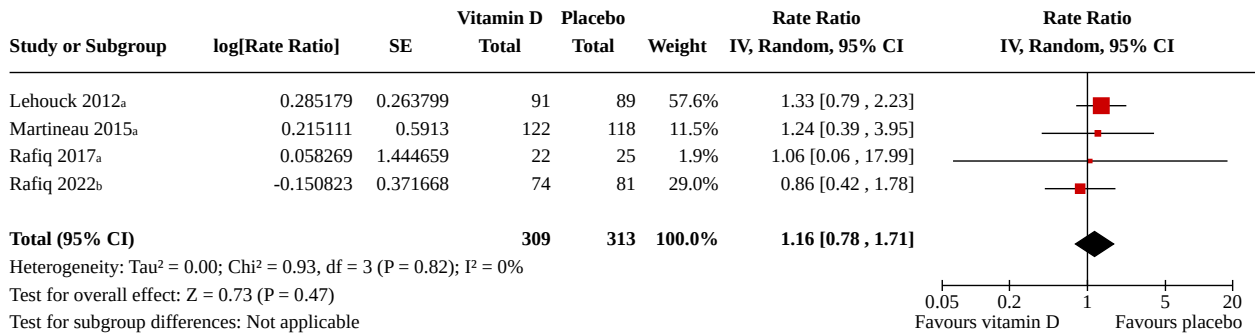 Vitamin D Placebo Rate Ratio Rate Ratio
Study or Subgroup log[Rate Ratio] SE Total Total Weight IV, Random, 95% CI IV, Random, 95% CI
Lehouck 2012a 0.285179 0.263799 91 89 57.6% 1.33 [0.79 , 2.23]
Martineau 2015a 0.215111 0.5913 122 118 11.5% 1.24 [0.39 , 3.95]
Rafiq 2017a 0.058269 1.444659 22 25 1.9% 1.06 [0.06 , 17.99]
Rafiq 2022b -0.150823 0.371668 74 81 29.0% 0.86 [0.42 , 1.78]
Total (95% CI) 309 313 100.0% 1.16 [0.78 , 1.71]
Heterogeneity: Tau² = 0.00; Chi² = 0.93, df = 3 (P = 0.82); I² = 0%
Test for overall effect: Z = 0.73 (P = 0.47) 0.05 0.2 1 5 20
Test for subgroup differences: Not applicable Favours vitamin D Favours placebo